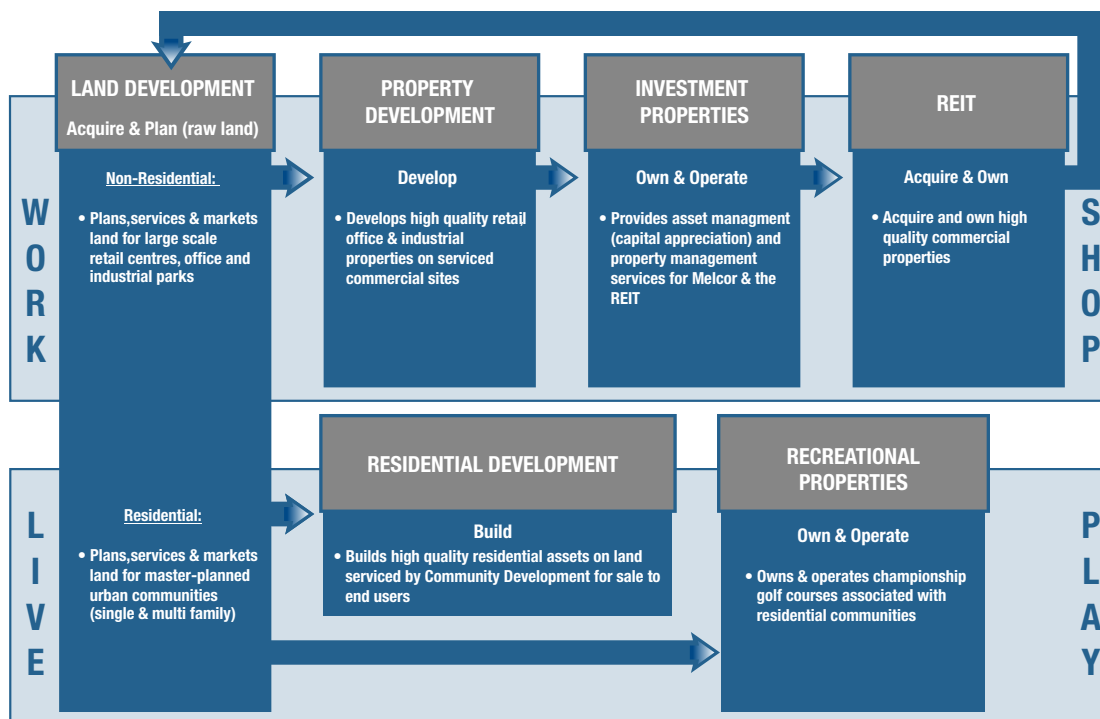 LAND DEVELOPMENT
Acquire & Plan (raw land)
PROPERTY
DEVELOPMENT
INVESTMENT
PROPERTIES
REIT
WORK
Non-Residential:
• Plans,services & markets
land for large scale
retail centres, office and
industrial parks
Develop
• Develops high quality retail,
office & industrial
properties on serviced
commercial sites
Own & Operate
• Provides asset managment
(capital appreciation) and
property management
services for Melcor & the
REIT
Acquire & Own
• Acquire and own high
quality commercial
properties
SHOP
LIVE
Residential:
• Plans,services & markets
land for master-planned
urban communities
(single & multi family)
RESIDENTIAL DEVELOPMENT
Build
• Builds high quality residential assets on land
serviced by Community Development for sale to
end users
RECREATIONAL
PROPERTIES
Own & Operate
• Owns & operates championship
golf courses associated with
residential communities
PLAY